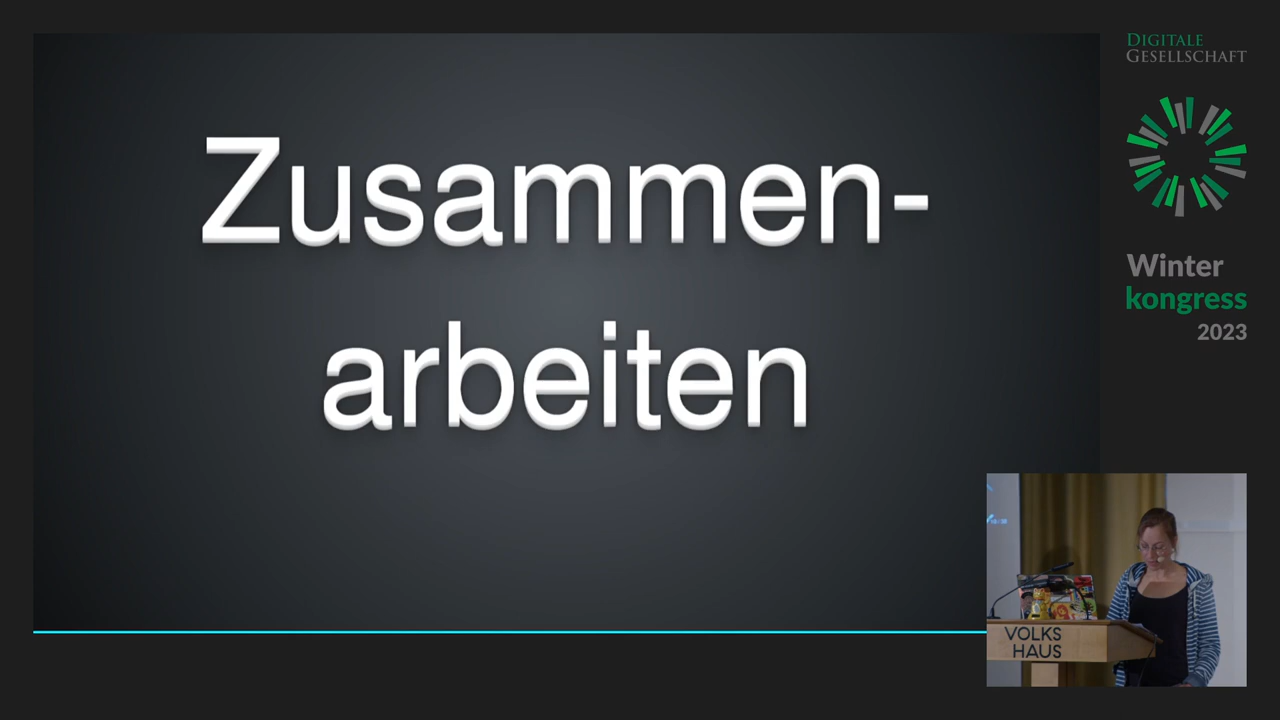 Zusammen-
arbeiten
DIGITALE
GESELLSCHAFT
Winter
kongress
2023
VOLKS
HAUS